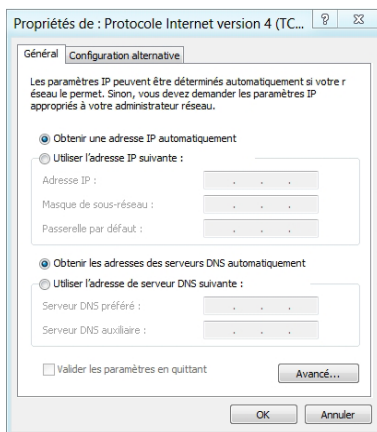 Propriétés de : Protocole Internet version 4 (TC...
Général
Configuration alternative
Les paramètres IP peuvent être déterminés automatiquement si votre r
éseau le permet. Sinon, vous devez demander les paramètres IP
appropriés à votre administrateur réseau.
Obtenir une adresse IP automatiquement
Utiliser l'adresse IP suivante :
Adresse IP :
Masque de sous-réseau :
Passerelle par défaut :
Obtenir les adresses des serveurs DNS automatiquement
Utiliser l'adresse de serveur DNS suivante :
Serveur DNS préféré :
Serveur DNS auxiliaire :
Valider les paramètres en quittant
Avancé...
OK
Annuler